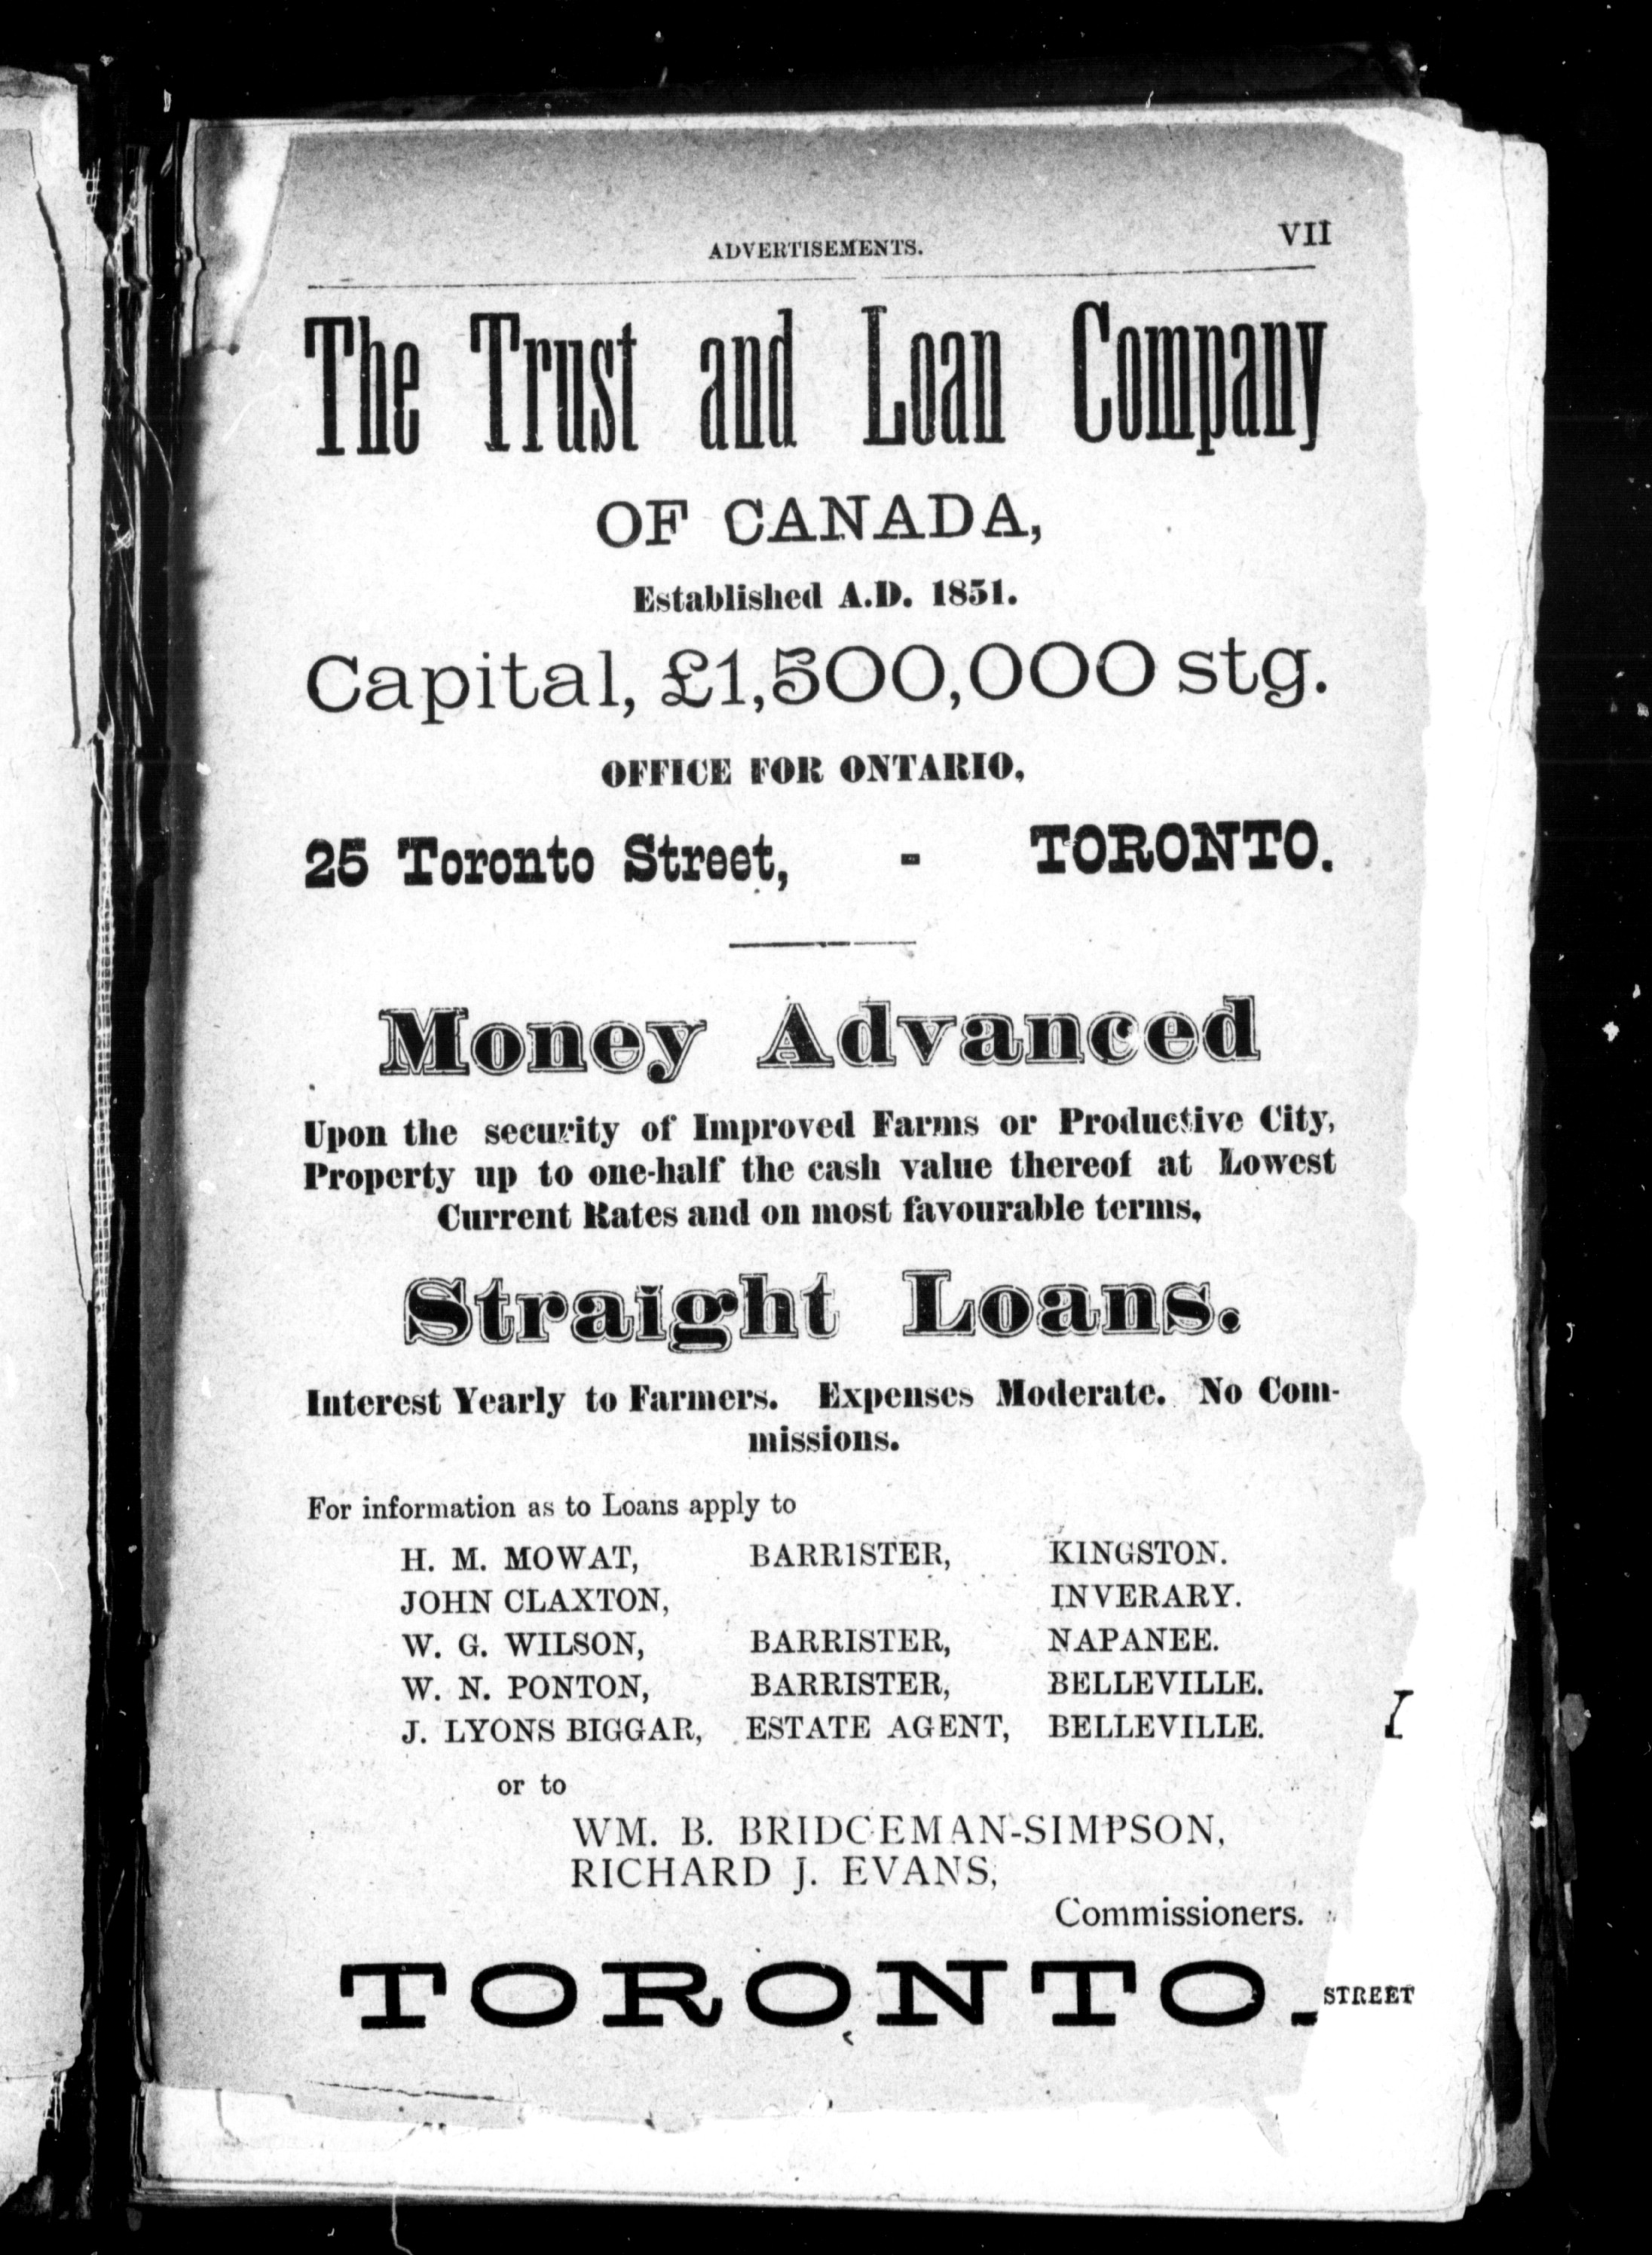 ADVERTISEMENTS. VII
The Trust and Loan Company
OF CANADA,
Established A.D. 1851.
Capital, £1,500,000 stg.
OFFICE FOR ONTARIO,
25 Toronto Street, - TORONTO.
Money Advanced
Upon the security of Improved Farms or Productive City,
Property up to one-half the cash value thereof at Lowest
Current Rates and on most favourable terms,
Straight Loans.
Interest Yearly to Farmers. Expenses Moderate. No Com-
missions.
For information as to Loans apply to
H. M. MOWAT, BARRISTER, KINGSTON.
JOHN CLAXTON, INVERARY.
W. G. WILSON, BARRISTER, NAPANEE.
W. N. PONTON, BARRISTER, BELLEVILLE.
J. LYONS BIGGAR, ESTATE AGENT, BELLEVILLE.
or to
WM. B. BRIDGEMAN-SIMPSON,
RICHARD J. EVANS,
Commissioners.
TORONTO.
STREET